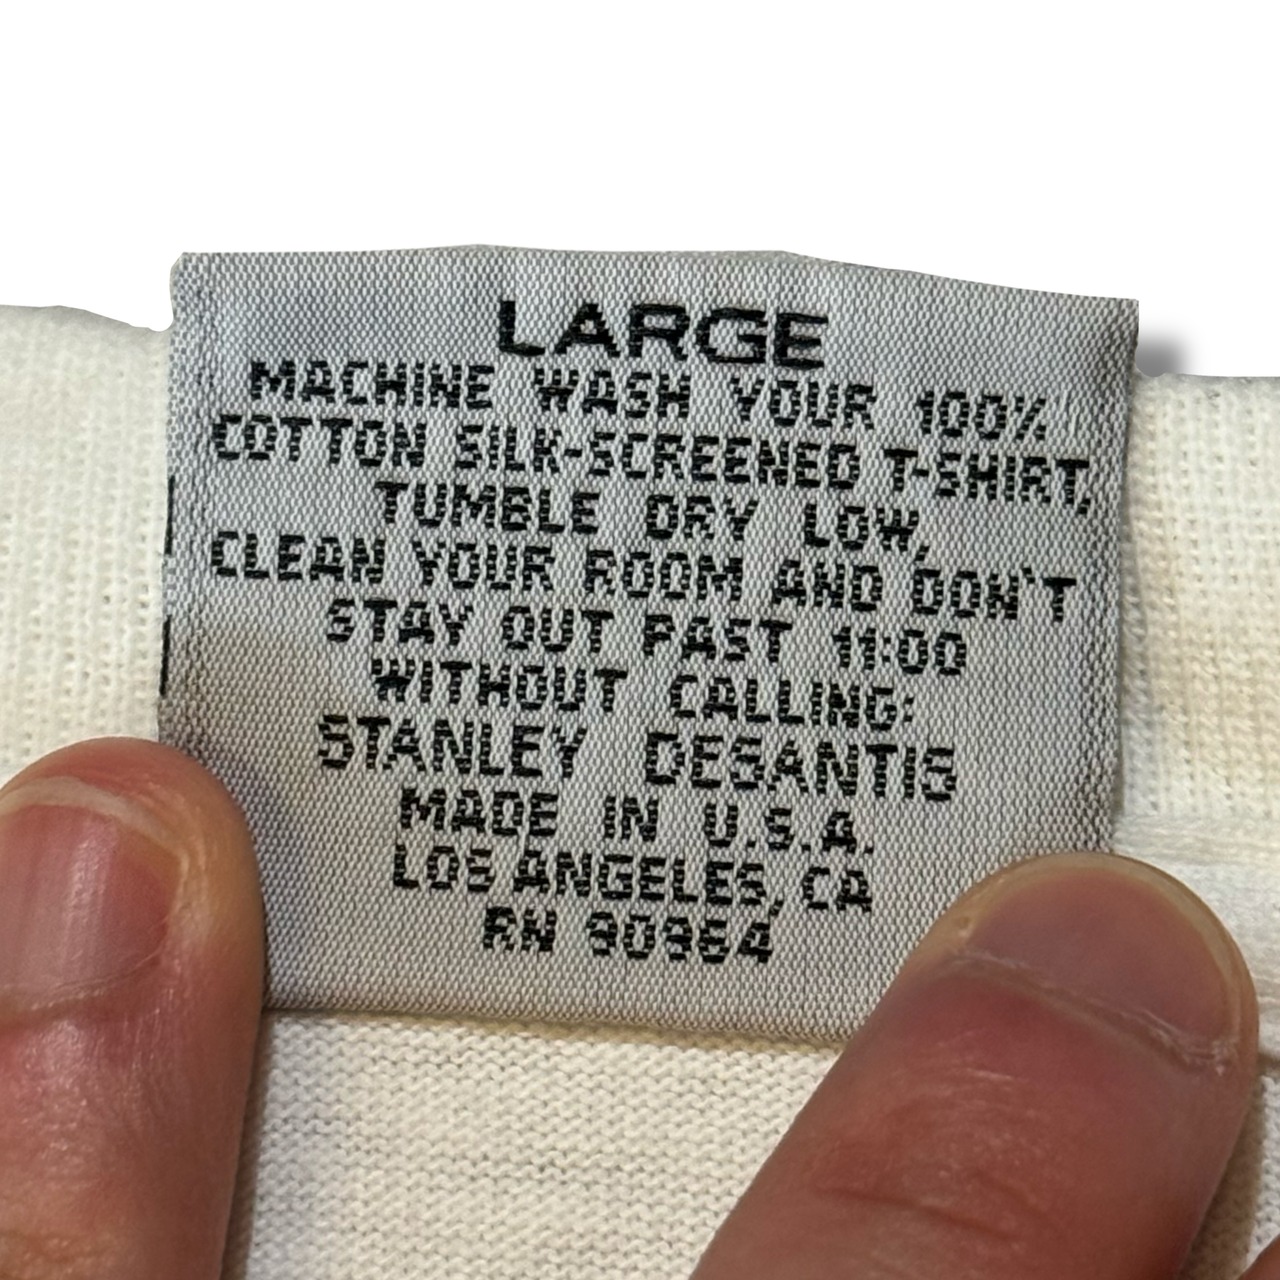 LARGE
MACHINE WASH YOUR 100%
COTTON SILK-SCREENED T-SHIRT,
TUMBLE DRY LOW,
CLEAN YOUR ROOM AND DON'T
STAY OUT PAST 11:00
WITHOUT CALLING:
STANLEY DESANTIS
MADE IN U.S.A.
LOS ANGELES, CA
RN 90964